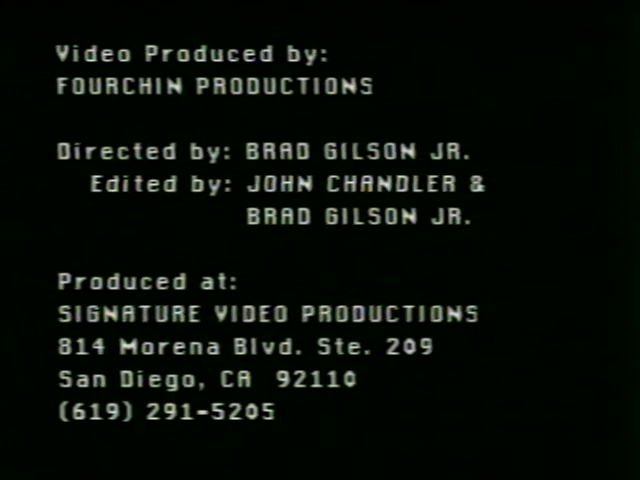 Video Produced by:
FOURCHIN PRODUCTIONS
Directed by: BRAD GILSON JR.
Edited by: JOHN CHANDLER &
BRAD GILSON JR.
Produced at:
SIGNATURE VIDEO PRODUCTIONS
814 Morena Blvd. Ste. 209
San Diego, CA 92110
(619) 291-5205